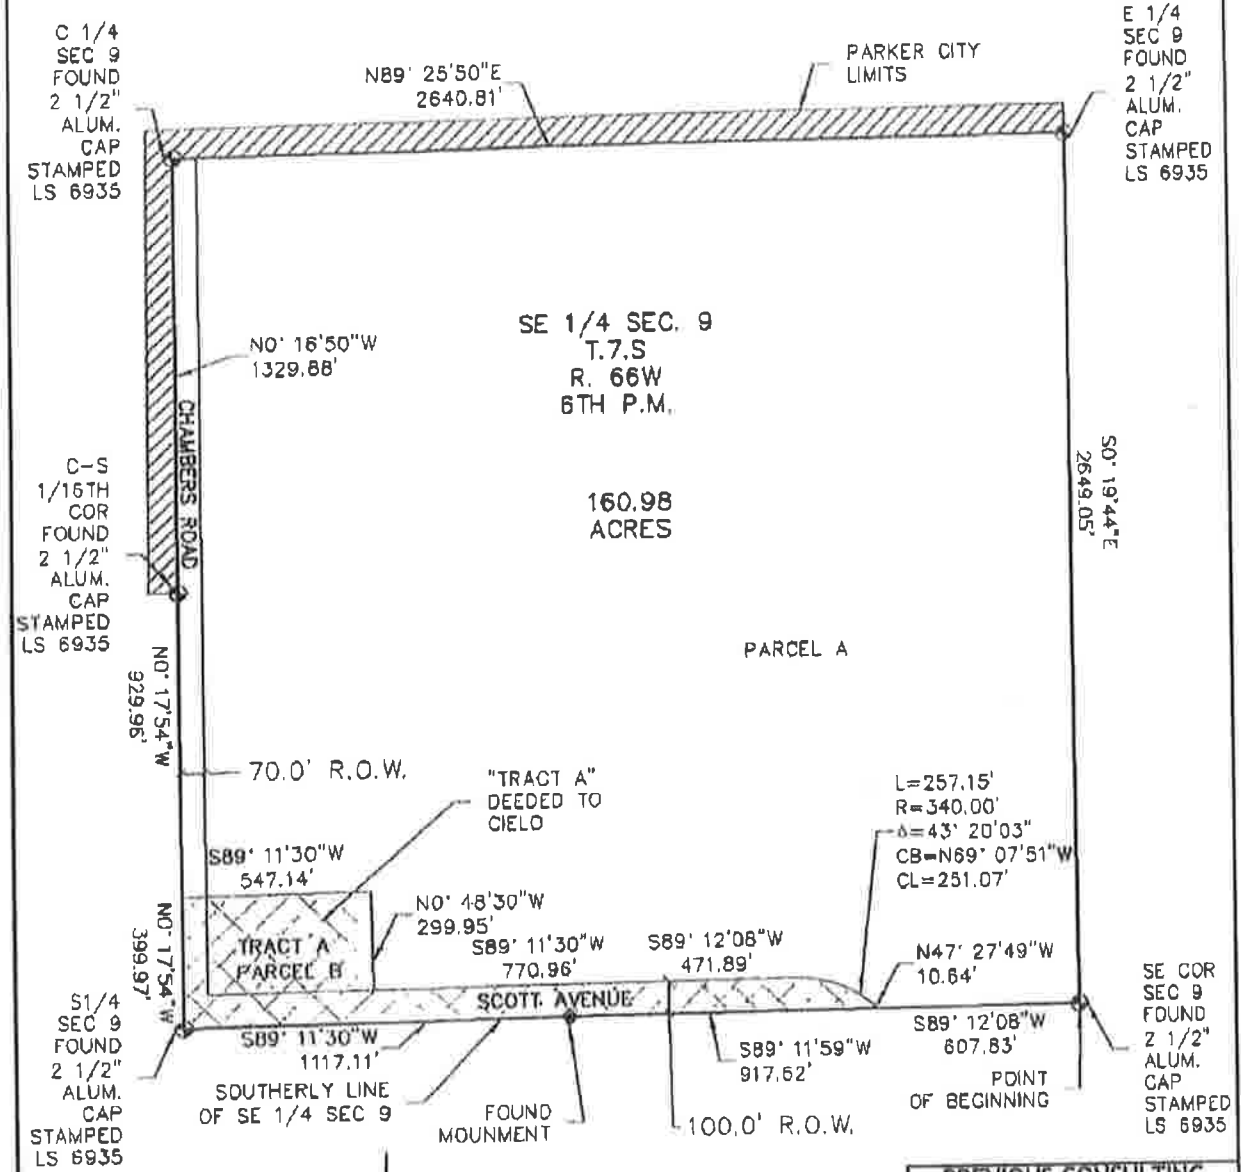 C 1/4
SEC 9
FOUND
2 1/2"
ALUM.
CAP
STAMPED
LS 6935
N89° 25'50"E
2640.81'
PARKER CITY
LIMITS
E 1/4
SEC 9
FOUND
2 1/2"
ALUM.
CAP
STAMPED
LS 6935
SE 1/4 SEC. 9
T.7.S
R. 66W
6TH P.M.
N0° 16'50"W
1329.88'
CHAMBERS ROAD
160.98
ACRES
S0° 19'44"E
2649.05'
C-S
1/16TH
COR
FOUND
2 1/2"
ALUM.
CAP
STAMPED
LS 6935
PARCEL A
N0° 17'54"W
929.96'
70.0' R.O.W.
"TRACT A"
DEEDED TO
CIELO
L=257.15'
R=340.00'
Δ=43° 20'03"
CB=N69° 07'51"W
CL=251.07'
S89° 11'30"W
547.14'
N0° 48'30"W
299.95'
TRACT A
PARCEL B
N0° 17'54"W
399.97'
S89° 11'30"W
770.96'
S89° 12'08"W
471.89'
N47° 27'49"W
10.64'
SCOTT AVENUE
S1/4
SEC 9
FOUND
2 1/2"
ALUM.
CAP
STAMPED
LS 6935
S89° 11'30"W
1117.11'
SOUTHERLY LINE
OF SE 1/4 SEC 9
FOUND
MOUNMENT
S89° 11'59"W
917.62'
100.0' R.O.W.
S89° 12'08"W
607.83'
POINT
OF BEGINNING
SE COR
SEC 9
FOUND
2 1/2"
ALUM.
CAP
STAMPED
LS 6935
PREVIOUS CONSULTING